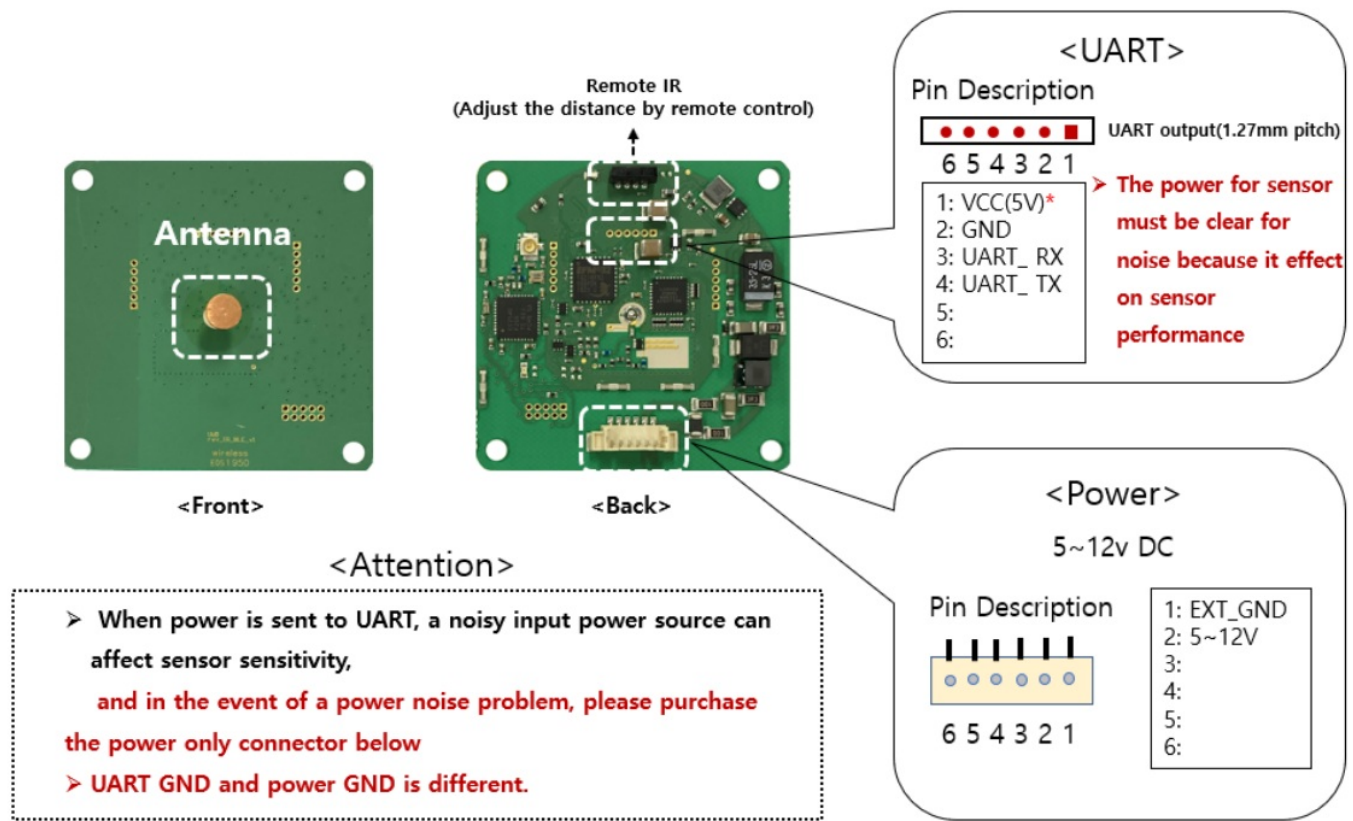 Remote IR
(Adjust the distance by remote control)
Antenna
wireless
<Front>
<Back>
<UART>
Pin Description
UART output(1.27mm pitch)
6 5 4 3 2 1
1: VCC(5V)*
2: GND
3: UART_ RX
4: UART_ TX
5:
6:
➢ The power for sensor
must be clear for
noise because it effect
on sensor
performance
<Attention>
➢ When power is sent to UART, a noisy input power source can
affect sensor sensitivity,
and in the event of a power noise problem, please purchase
the power only connector below
➢ UART GND and power GND is different.
<Power>
5~12v DC
Pin Description
6 5 4 3 2 1
1: EXT_GND
2: 5~12V
3:
4:
5:
6: